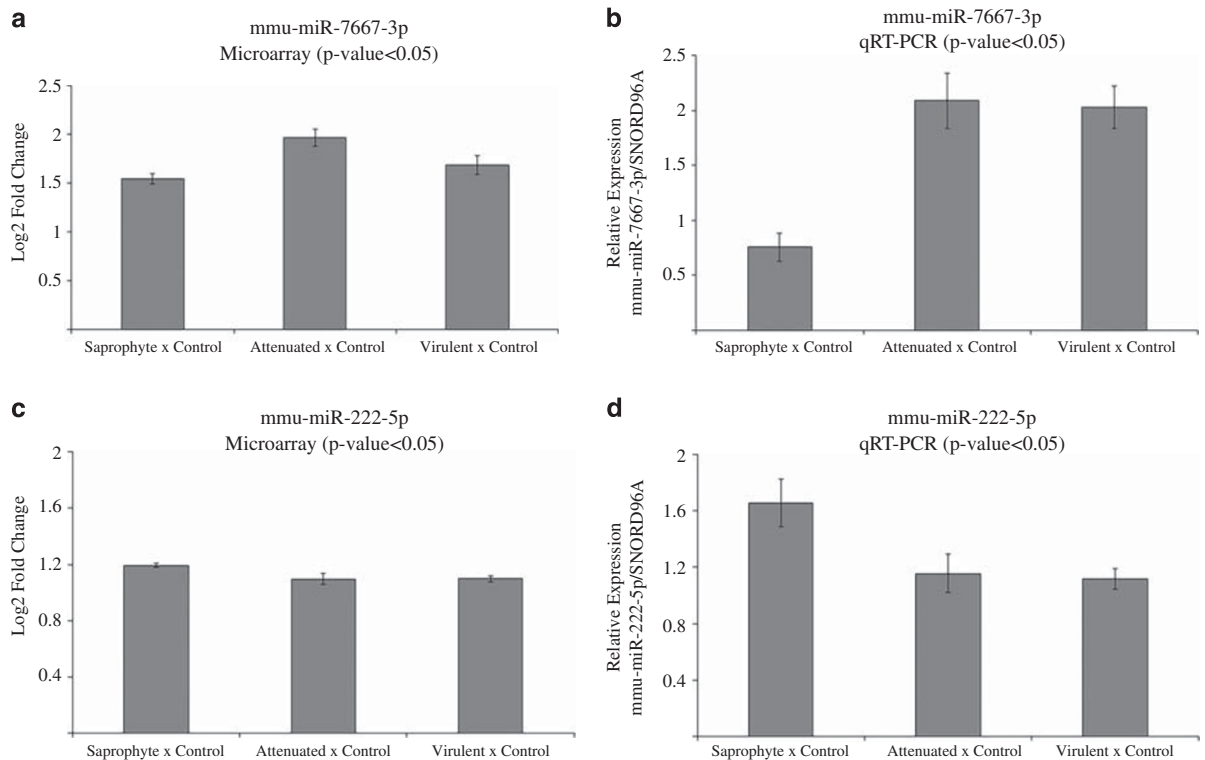 a
mmu-miR-7667-3p
Microarray (p-value<0.05)
Log2 Fold Change
2.5
2
1.5
1
0.5
Saprophyte x Control
Attenuated x Control
Virulent x Control
b
mmu-miR-7667-3p
qRT-PCR (p-value<0.05)
Relative Expression
mmu-miR-7667-3p/SNORD96A
2.5
2
1.5
1
0.5
Saprophyte x Control
Attenuated x Control
Virulent x Control
c
mmu-miR-222-5p
Microarray (p-value<0.05)
Log2 Fold Change
2
1.6
1.2
0.8
0.4
Saprophyte x Control
Attenuated x Control
Virulent x Control
d
mmu-miR-222-5p
qRT-PCR (p-value<0.05)
Relative Expression
mmu-miR-222-5p/SNORD96A
2
1.6
1.2
0.8
0.4
Saprophyte x Control
Attenuated x Control
Virulent x Control